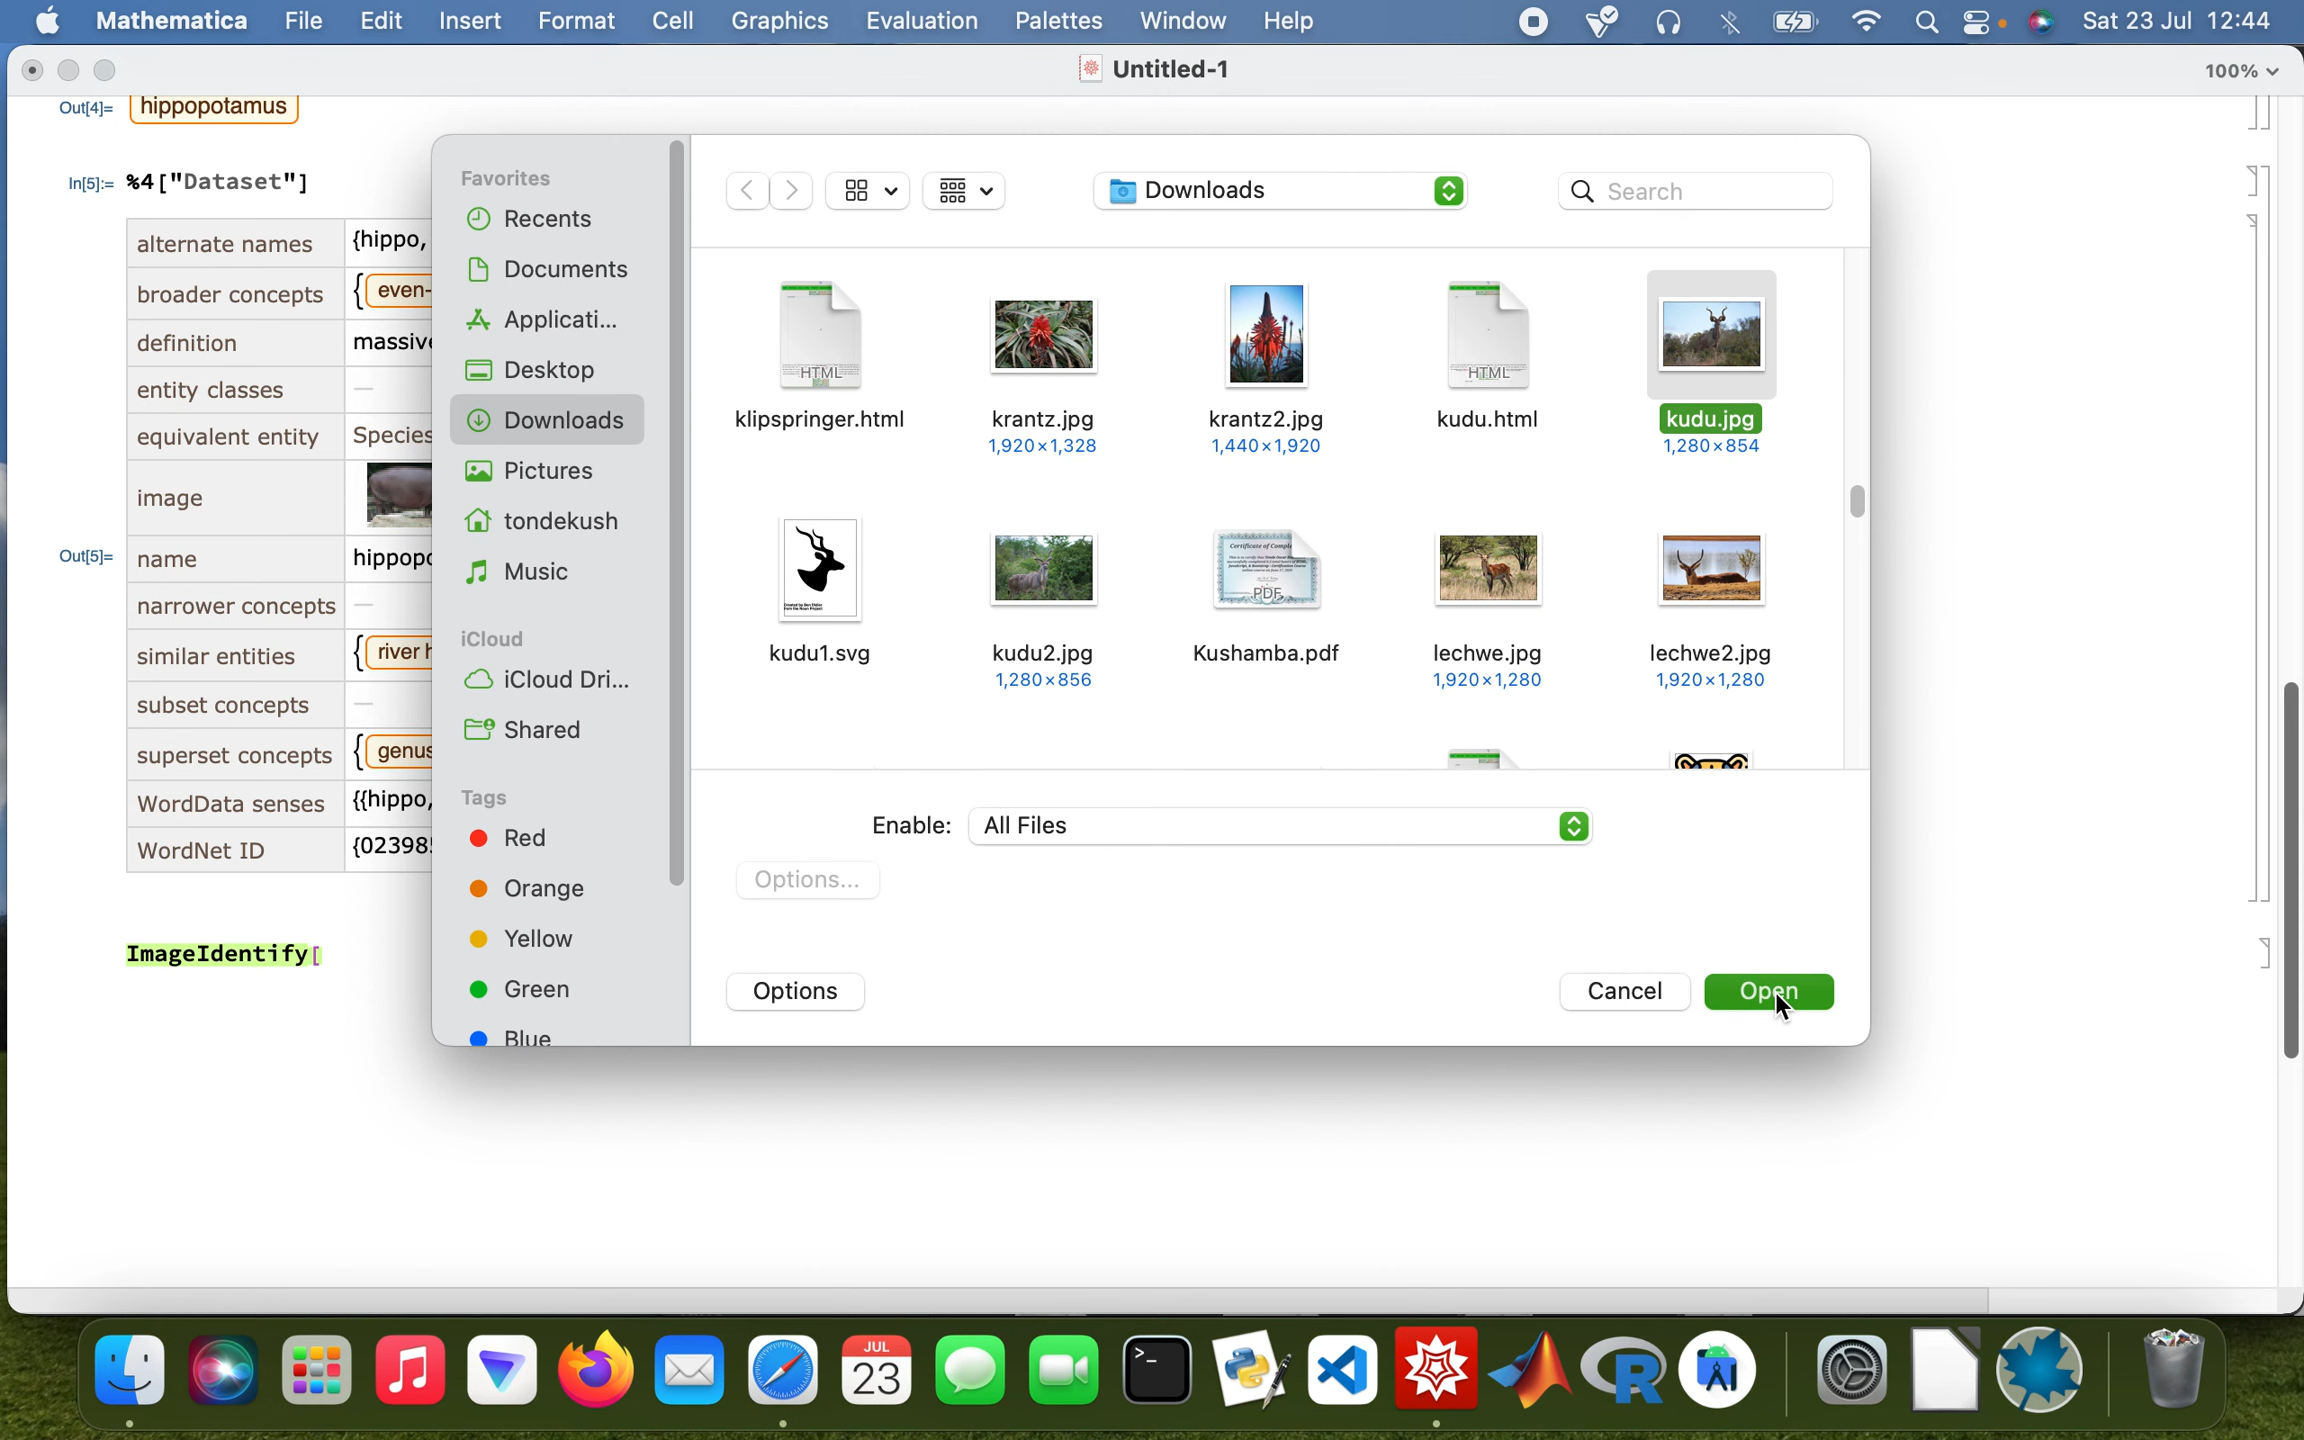 Mathematica File Edit Insert Format Cell Graphics Evaluation Palettes Window Help Sat 23 Jul 12:44
Untitled-1 100%
Out[4]= hippopotamus
In[5]:= %4["Dataset"]
alternate names {hippo,
broader concepts { even-
definition massive
entity classes —
equivalent entity Species
image
Out[5]= name hippopo
narrower concepts —
similar entities { river h
subset concepts —
superset concepts { genus
WordData senses {{hippo,
WordNet ID {02398
ImageIdentify[
Favorites
Recents
Documents
Applicati...
Desktop
Downloads
Pictures
tondekush
Music
iCloud
iCloud Dri...
Shared
Tags
Red
Orange
Yellow
Green
Blue
Downloads Search
HTML HTML
klipspringer.html krantz.jpg krantz2.jpg kudu.html kudu.jpg
1,920×1,328 1,440×1,920 1,280×854
Certificate of Comple
PDF
kudu1.svg kudu2.jpg Kushamba.pdf lechwe.jpg lechwe2.jpg
1,280×856 1,920×1,280 1,920×1,280
Enable: All Files
Options...
Options Cancel Open
JUL
23